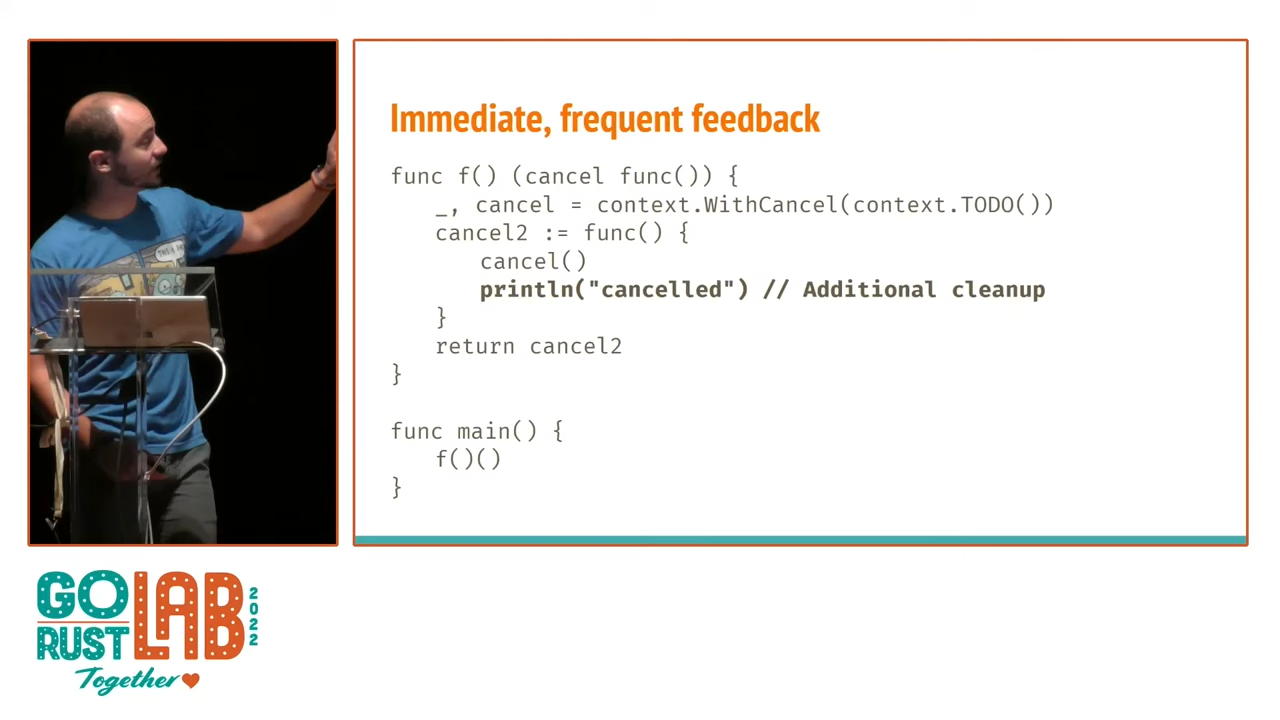 Immediate, frequent feedback
func f() (cancel func()) {
_, cancel = context.WithCancel(context.TODO())
cancel2 := func() {
cancel()
println("cancelled") // Additional cleanup
}
return cancel2
}
func main() {
f()()
}
GO LAB 2022
RUST
Together